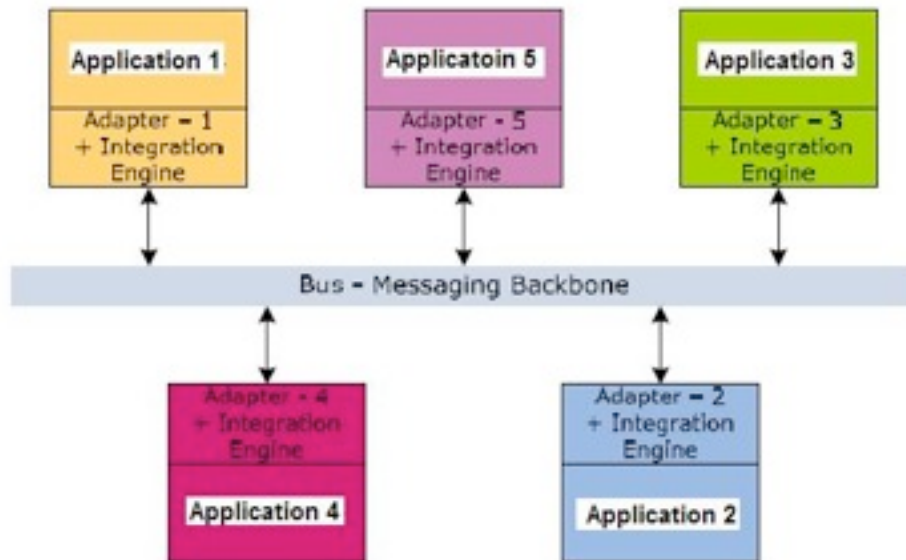 Application 1
Adapter - 1
+ Integration
Engine
Applicatoin 5
Adapter - 5
+ Integration
Engine
Application 3
Adapter - 3
+ Integration
Engine
Bus - Messaging Backbone
Adapter - 4
+ Integration
Engine
Application 4
Adapter - 2
+ Integration
Engine
Application 2